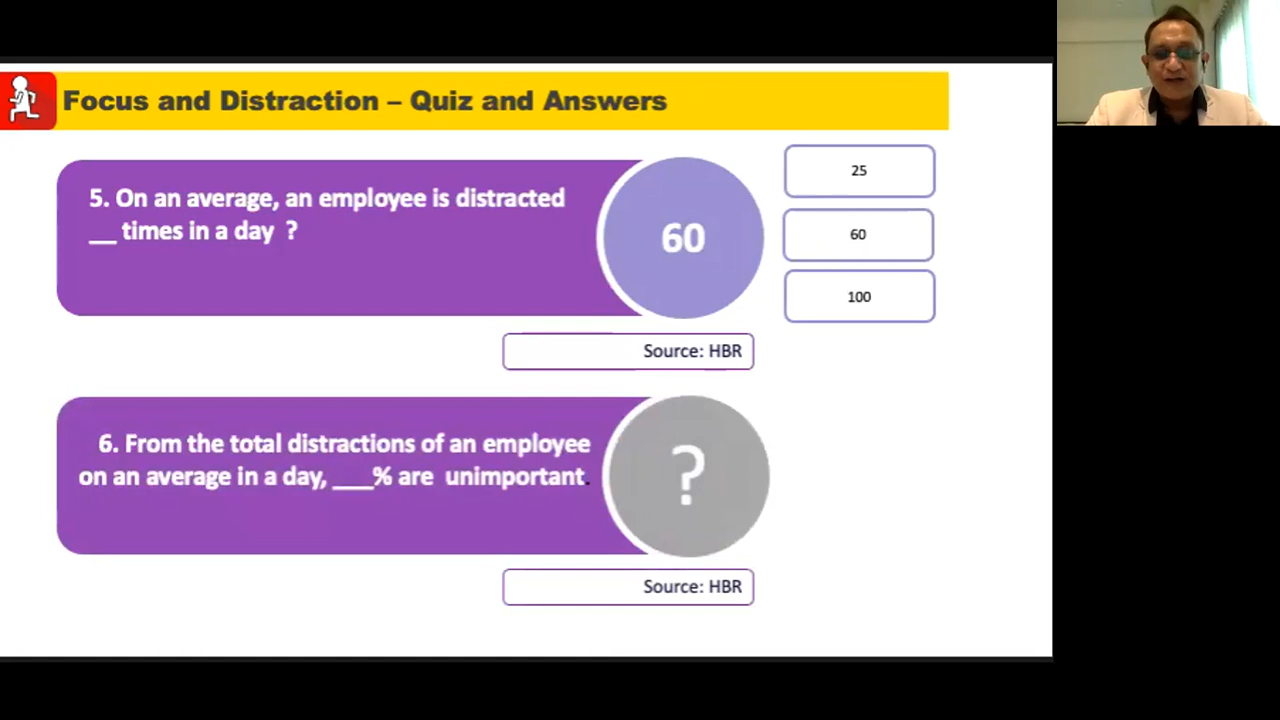 Focus and Distraction – Quiz and Answers
5. On an average, an employee is distracted
__ times in a day ?
60
25
60
100
Source: HBR
6. From the total distractions of an employee
on an average in a day, ___% are unimportant.
?
Source: HBR